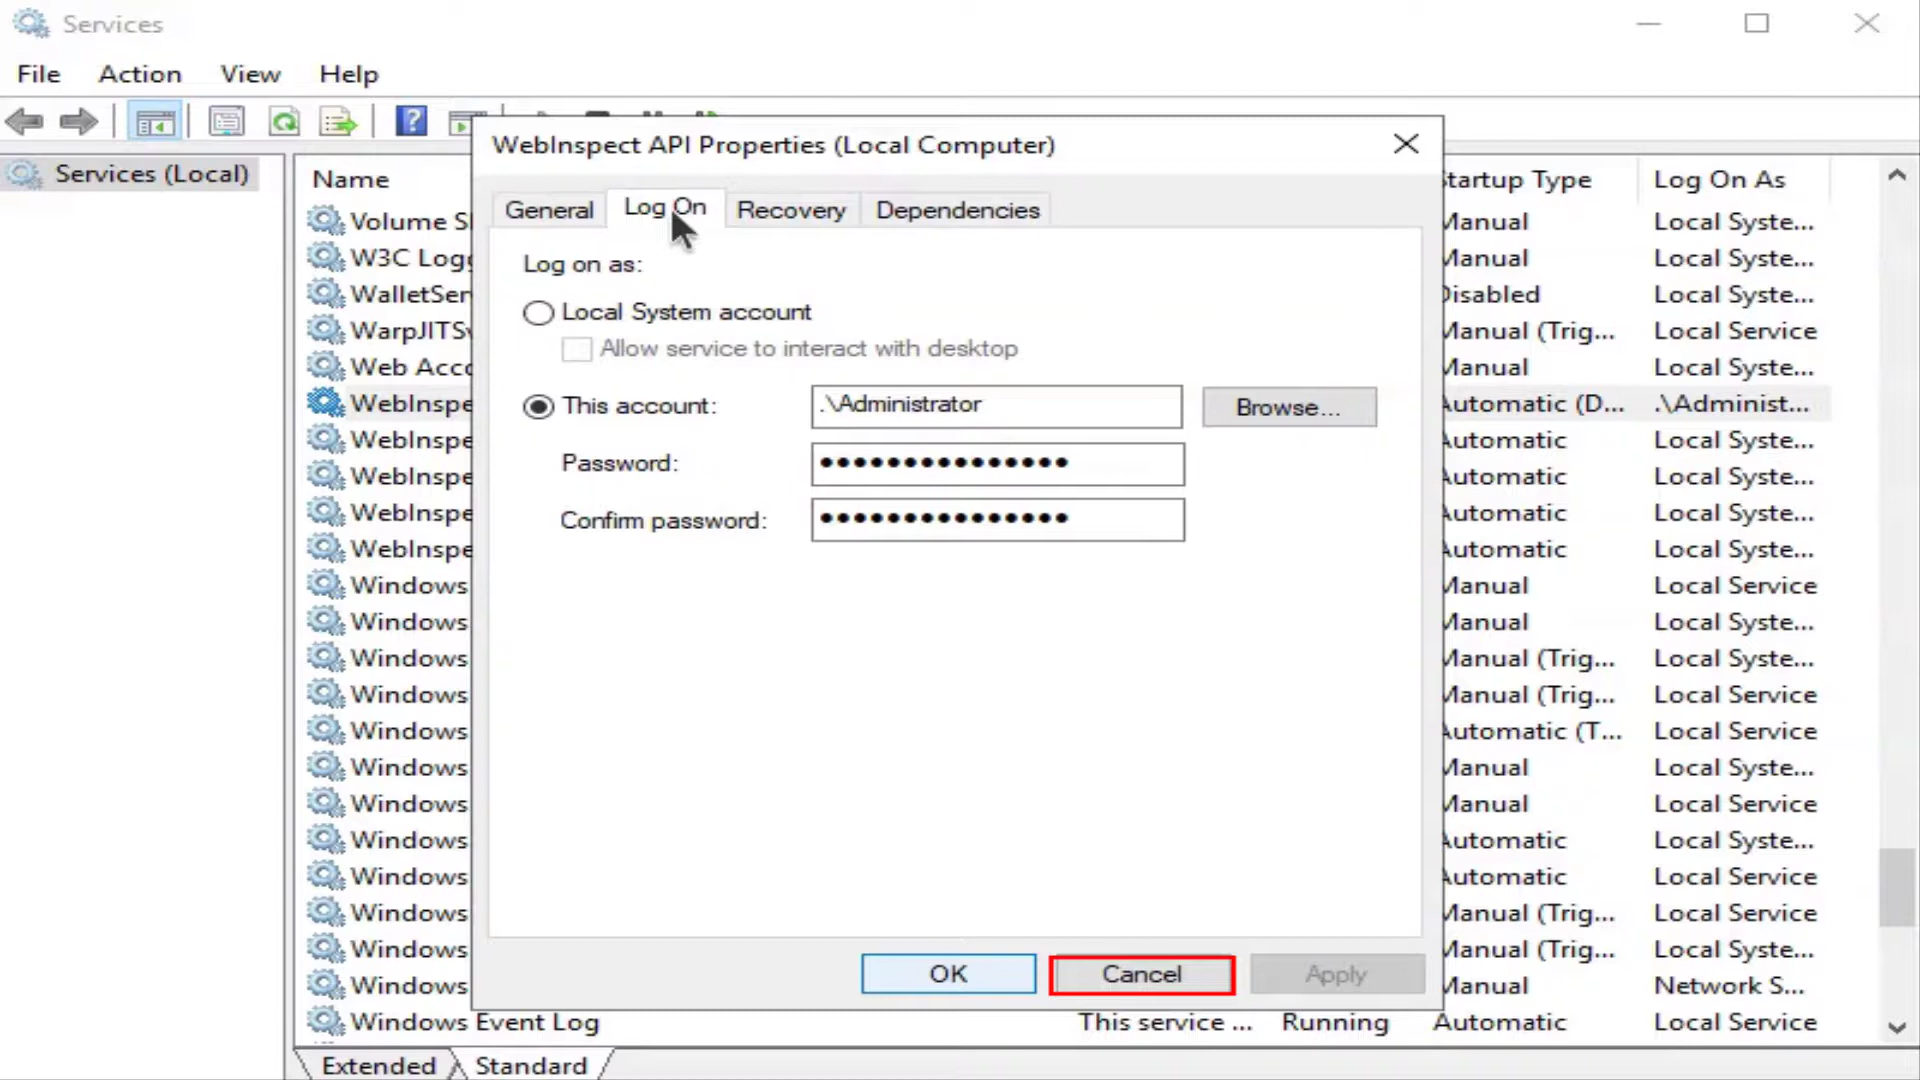 Services
File Action View Help
WebInspect API Properties (Local Computer)
Services (Local)
Name
Startup Type Log On As
General Log On Recovery Dependencies
Volume S Manual Local Syste...
W3C Logg Manual Local Syste...
Log on as:
WalletSer Disabled Local Syste...
Local System account
WarpJITSv Manual (Trig... Local Service
Allow service to interact with desktop
Web Acco Manual Local Syste...
WebInspe This account: .\Administrator Browse... Automatic (D... .\Administ...
WebInspe Automatic Local Syste...
Password: ●●●●●●●●●●●●●●●
WebInspe Automatic Local Syste...
WebInspe Automatic Local Syste...
Confirm password: ●●●●●●●●●●●●●●●
WebInspe Automatic Local Syste...
Windows Manual Local Service
Windows Manual Local Syste...
Windows Manual (Trig... Local Syste...
Windows Manual (Trig... Local Service
Windows Automatic (T... Local Service
Windows Manual Local Syste...
Windows Manual Local Service
Windows Automatic Local Syste...
Windows Automatic Local Service
Windows Manual (Trig... Local Service
Windows Manual (Trig... Local Syste...
OK Cancel Apply
Windows Manual Network S...
Windows Event Log This service ... Running Automatic Local Service
Extended Standard